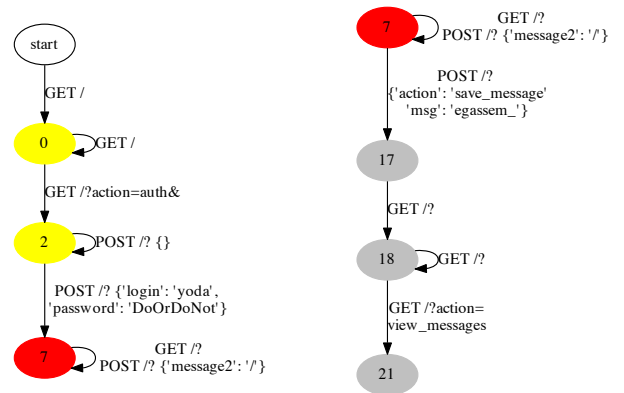 start
GET /
0
GET /
GET /?action=auth&
2
POST /? {}
POST /? {'login': 'yoda',
'password': 'DoOrDoNot'}
7
GET /?
POST /? {'message2': '/'}
7
GET /?
POST /? {'message2': '/'}
POST /?
{'action': 'save_message'
'msg': 'egassem_'}
17
GET /?
18
GET /?
GET /?action=
view_messages
21